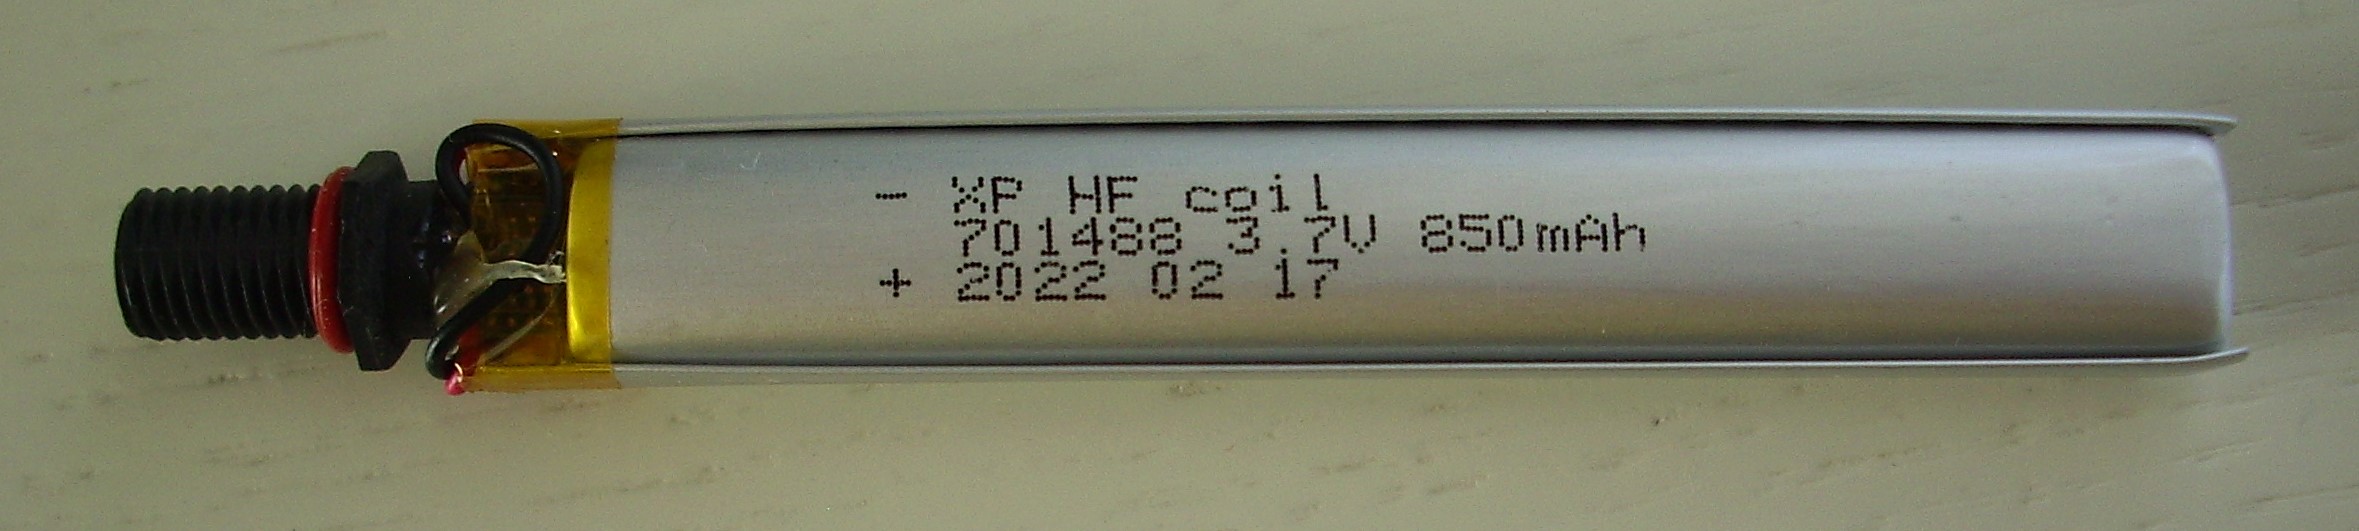 - XP HF coil
701488 3.7V 850mAh
+ 2022 02 17